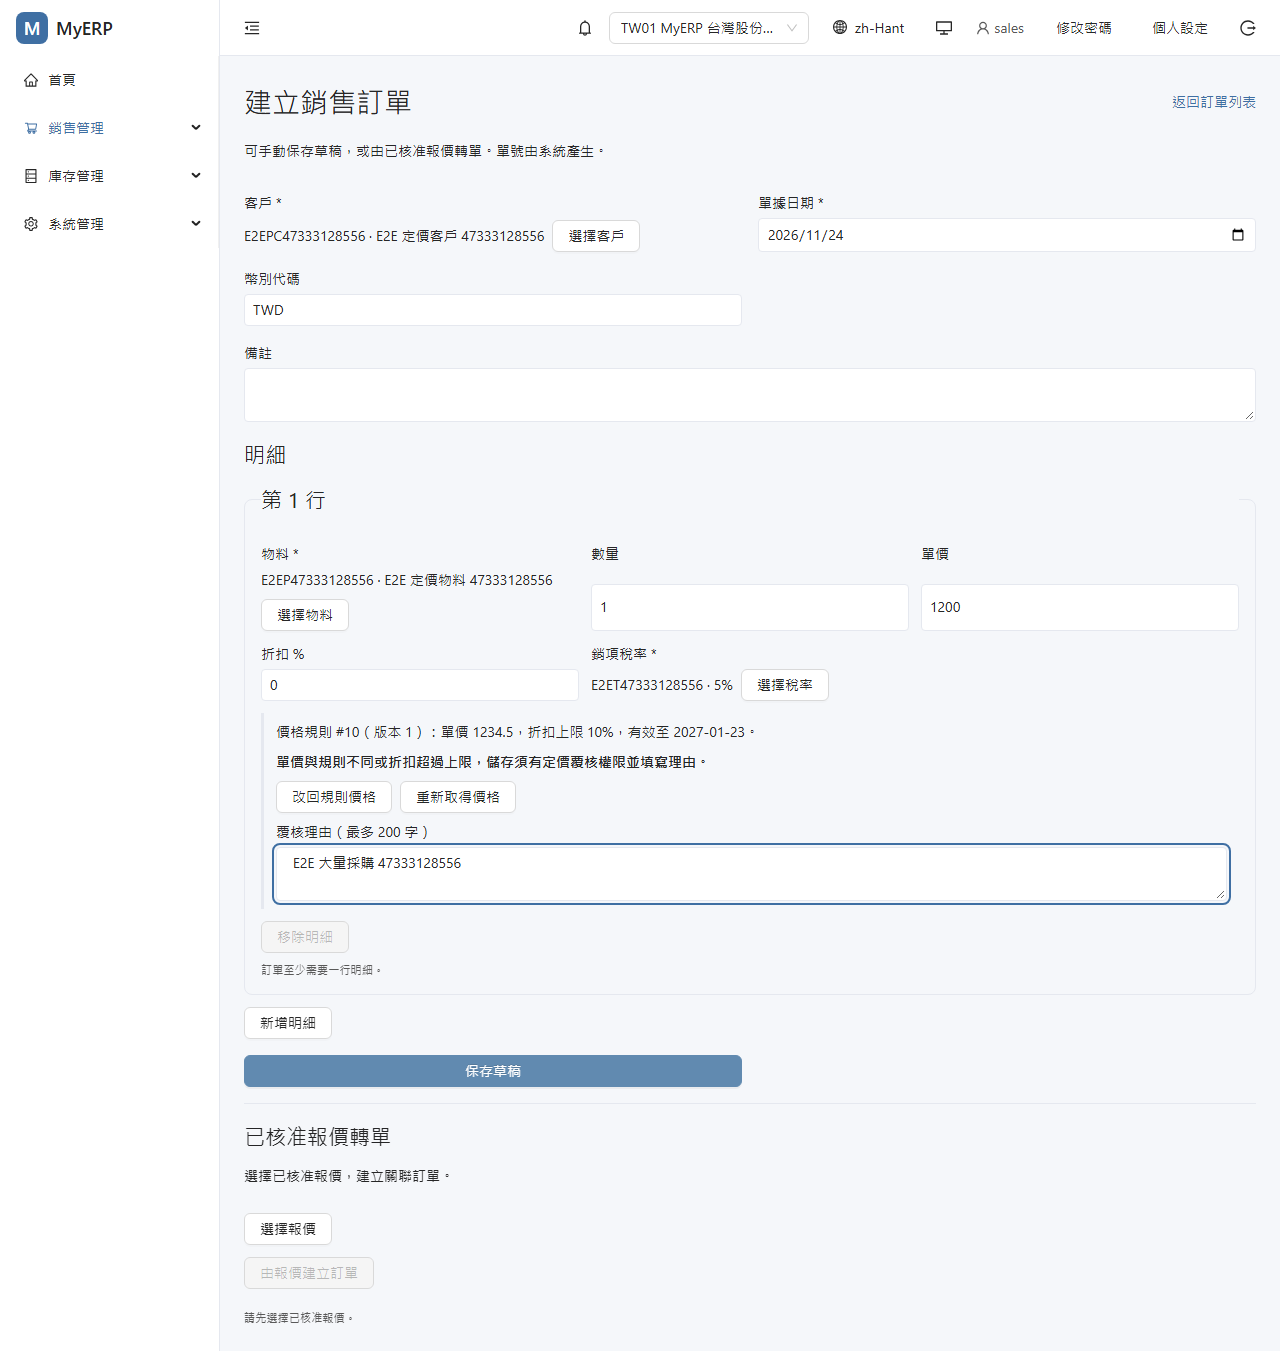 M MyERP
TW01 MyERP 台灣股份...
zh-Hant
sales
修改密碼
個人設定
首頁
銷售管理
庫存管理
系統管理
建立銷售訂單
返回訂單列表
可手動保存草稿，或由已核准報價轉單。單號由系統產生。
客戶 *
單據日期 *
E2EPC47333128556 · E2E 定價客戶 47333128556
選擇客戶
2026/11/24
幣別代碼
TWD
備註
明細
第 1 行
物料 *
數量
單價
E2EP47333128556 · E2E 定價物料 47333128556
選擇物料
1
1200
折扣 %
銷項稅率 *
0
E2ET47333128556 · 5%
選擇稅率
價格規則 #10（版本 1）：單價 1234.5，折扣上限 10%，有效至 2027-01-23。
單價與規則不同或折扣超過上限，儲存須有定價覆核權限並填寫理由。
改回規則價格
重新取得價格
覆核理由（最多 200 字）
E2E 大量採購 47333128556
移除明細
訂單至少需要一行明細。
新增明細
保存草稿
已核准報價轉單
選擇已核准報價，建立關聯訂單。
選擇報價
由報價建立訂單
請先選擇已核准報價。